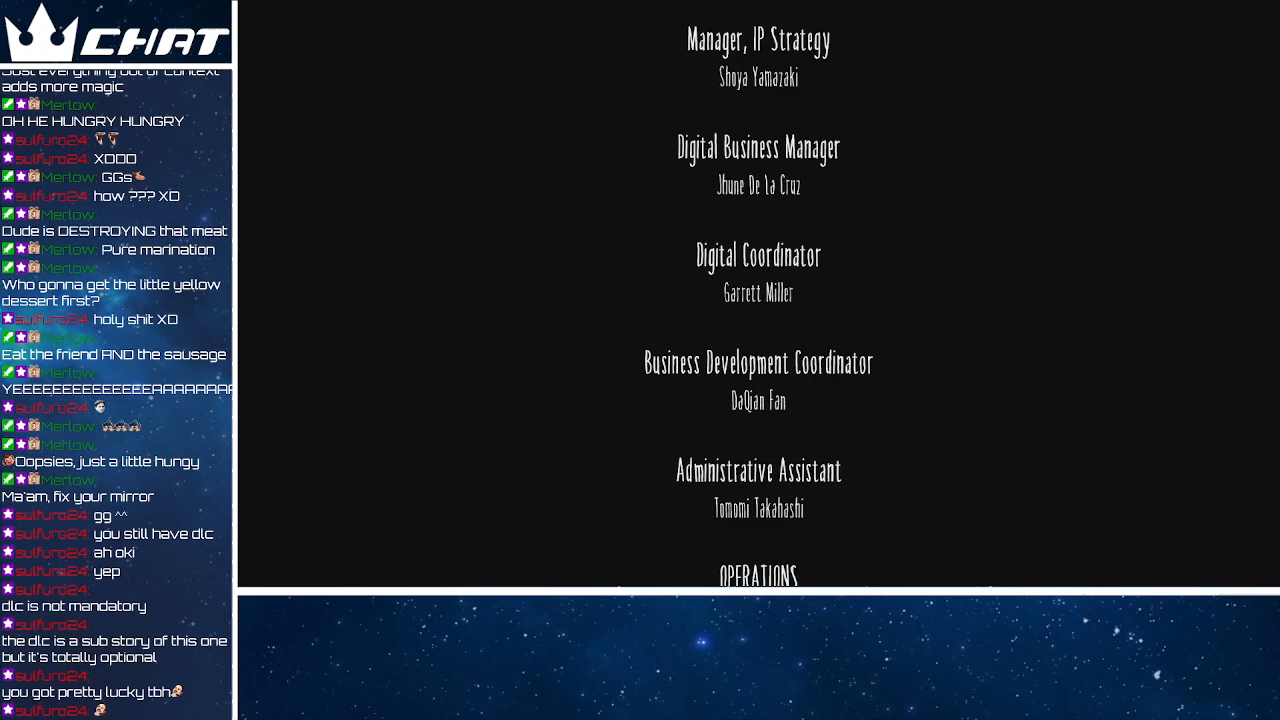 CHAT
Just everything out of context
adds more magic
Merlow:
OH HE HUNGRY HUNGRY
sulfuro24:
sulfuro24: XDDD
Merlow: GGs
sulfuro24: how ??? XD
Merlow:
Dude is DESTROYING that meat
Merlow: Pure marination
Merlow:
Who gonna get the little yellow
dessert first?
sulfuro24: holy shit XD
Merlow:
Eat the friend AND the sausage
Merlow:
YEEEEEEEEEEEEEEAAAAAAAA
sulfuro24:
Merlow:
Merlow:
Oopsies, just a little hungy
Merlow:
Ma'am, fix your mirror
sulfuro24: gg ^^
sulfuro24: you still have dlc
sulfuro24: ah oki
sulfuro24: yep
sulfuro24:
dlc is not mandatory
sulfuro24:
the dlc is a sub story of this one
but it's totally optional
sulfuro24:
you got pretty lucky tbh
sulfuro24:
Manager, IP Strategy
Shoya Yamazaki
Digital Business Manager
Jhune De La Cruz
Digital Coordinator
Garrett Miller
Business Development Coordinator
DaQian Fan
Administrative Assistant
Tomomi Takahashi
OPERATIONS